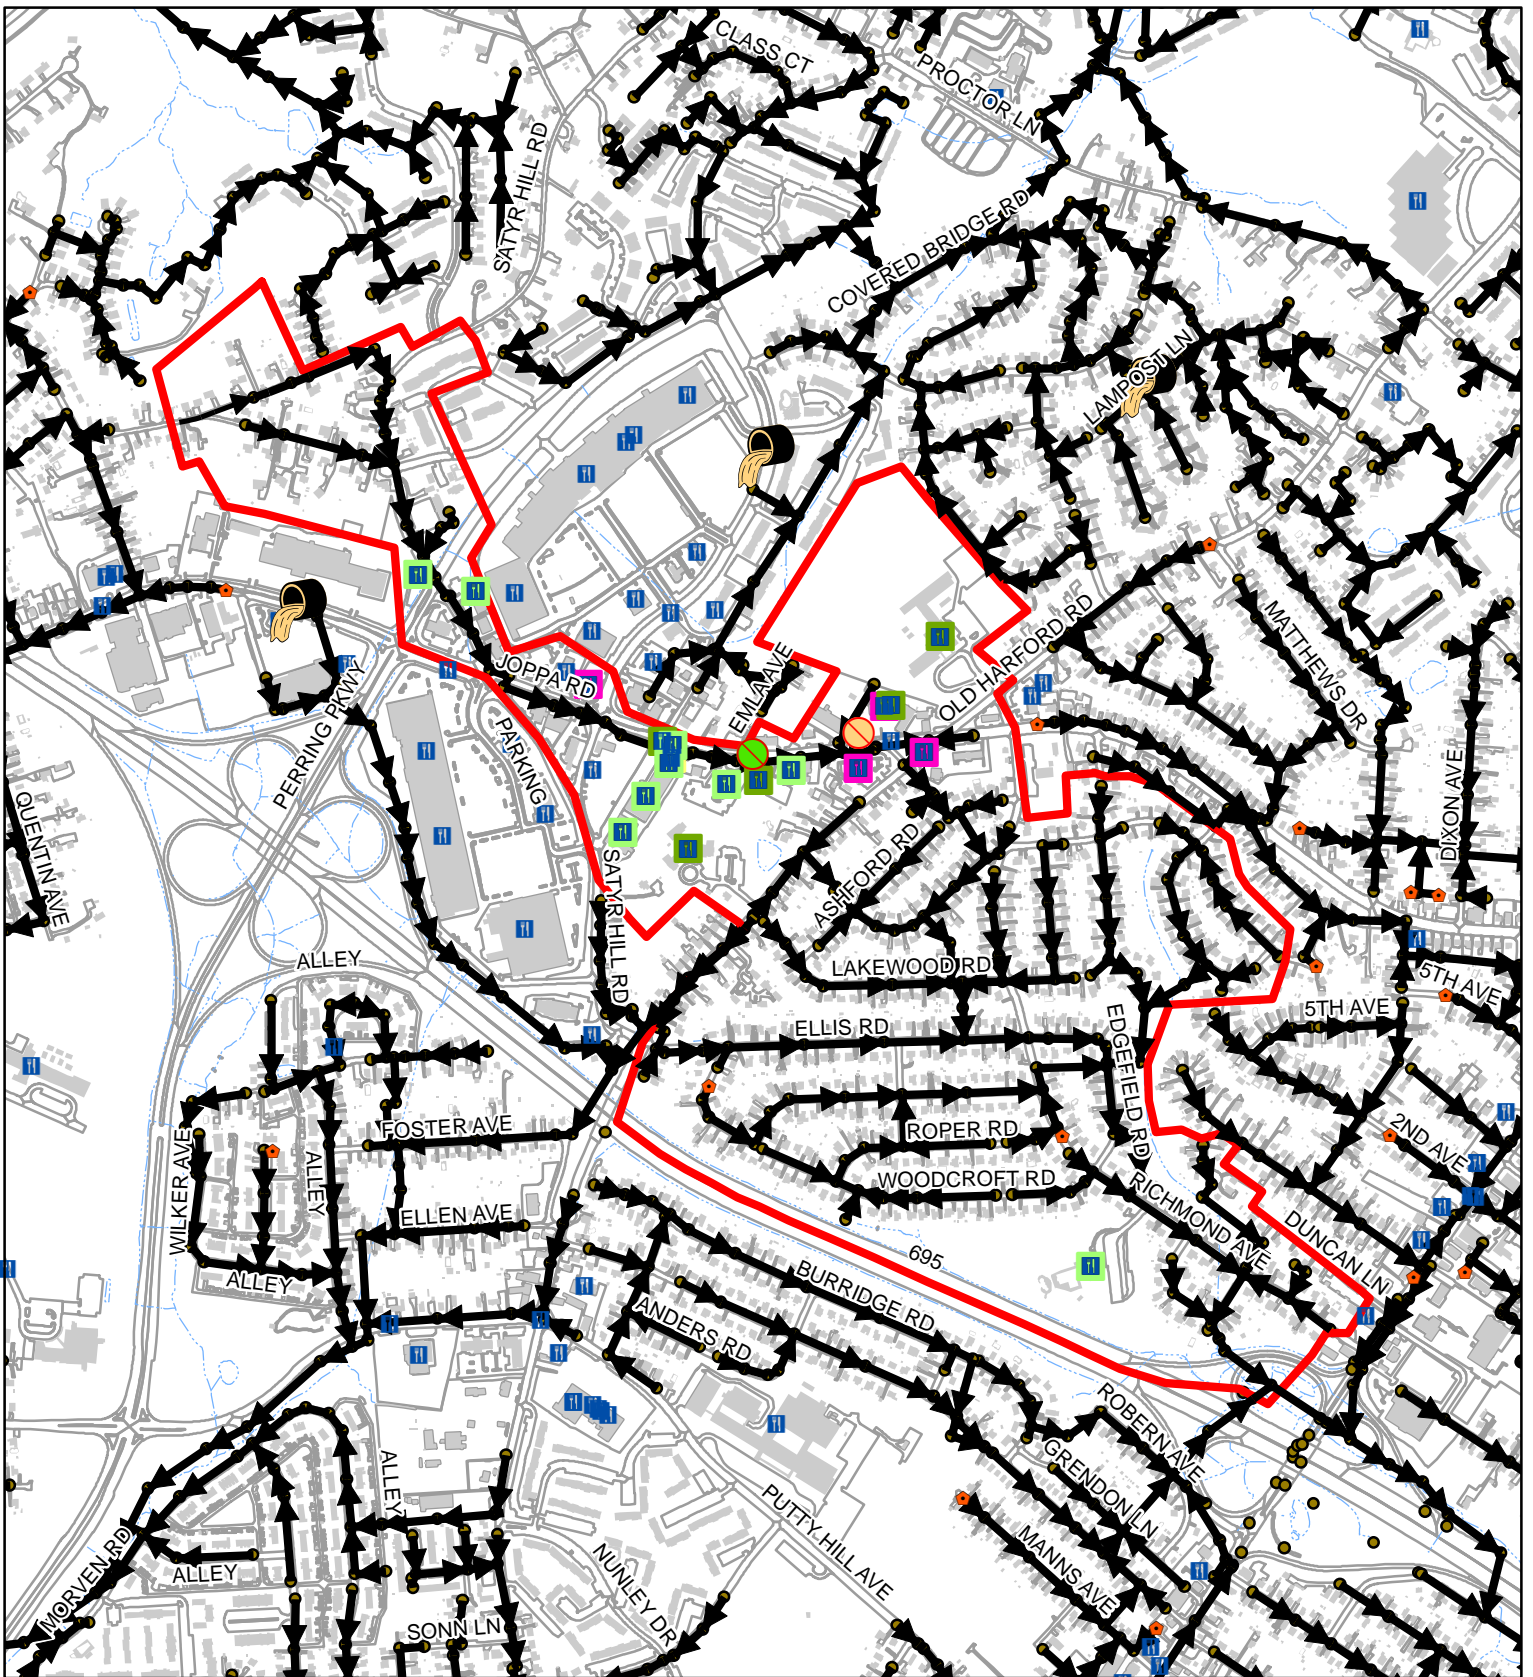 CLASS CT
PROCTOR LN
SATYR HILL RD
COVERED BRIDGE RD
LAMPOST LN
MATTHEWS DR
OLD HARFORD RD
JOPPA RD
EMLA AVE
PERRING PKWY
PARKING
DIXON AVE
QUENTIN AVE
ASHFORD RD
SATYR HILL RD
ALLEY
LAKEWOOD RD
5TH AVE
5TH AVE
ELLIS RD
EDGEFIELD RD
FOSTER AVE
ROPER RD
2ND AVE
WILKER AVE
ALLEY
WOODCROFT RD
RICHMOND AVE
ELLEN AVE
DUNCAN LN
695
ALLEY
BURRIDGE RD
ANDERS RD
ROBERN AVE
GRENDON LN
ALLEY
PUTTY HILL AVE
MANNS AVE
MORVEN RD
ALLEY
NUNLEY DR
SONN LN